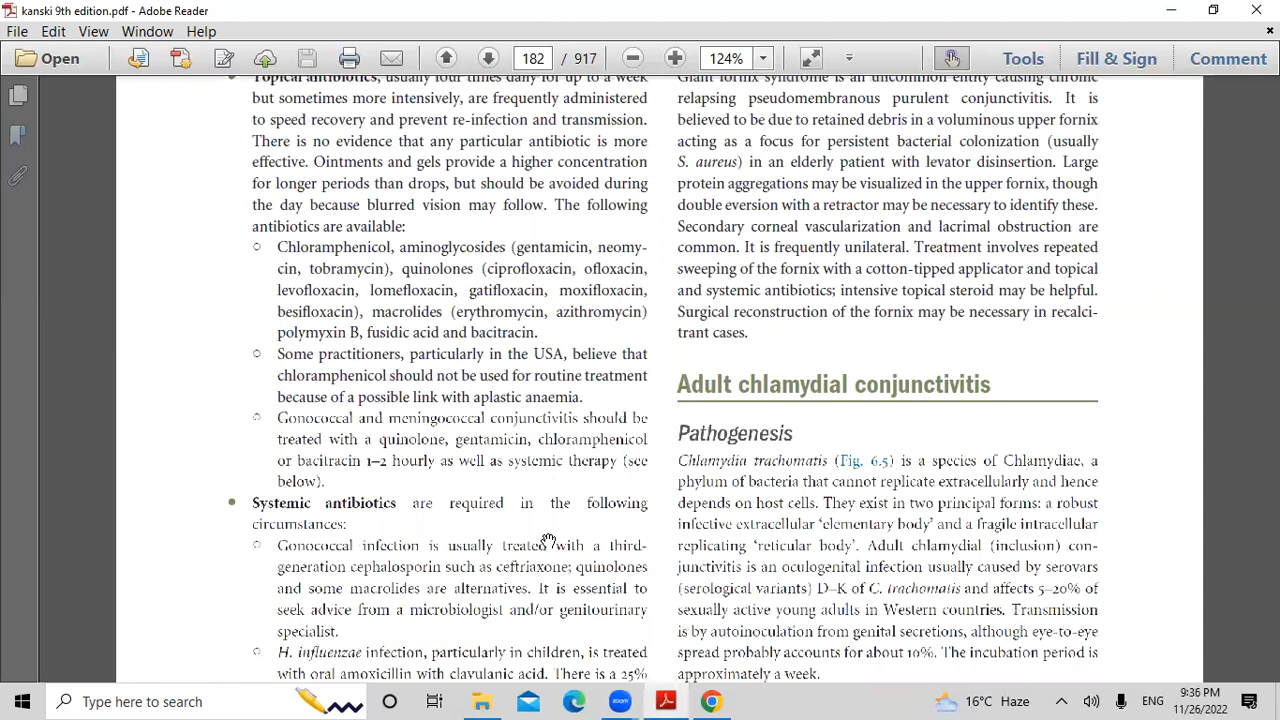 kanski 9th edition.pdf - Adobe Reader
File Edit View Window Help
Open 182 / 917 124% Tools Fill & Sign Comment
Topical antibiotics, usually four times daily for up to a week
but sometimes more intensively, are frequently administered
to speed recovery and prevent re-infection and transmission.
There is no evidence that any particular antibiotic is more
effective. Ointments and gels provide a higher concentration
for longer periods than drops, but should be avoided during
the day because blurred vision may follow. The following
antibiotics are available:
○ Chloramphenicol, aminoglycosides (gentamicin, neomy-
cin, tobramycin), quinolones (ciprofloxacin, ofloxacin,
levofloxacin, lomefloxacin, gatifloxacin, moxifloxacin,
besifloxacin), macrolides (erythromycin, azithromycin)
polymyxin B, fusidic acid and bacitracin.
○ Some practitioners, particularly in the USA, believe that
chloramphenicol should not be used for routine treatment
because of a possible link with aplastic anaemia.
○ Gonococcal and meningococcal conjunctivitis should be
treated with a quinolone, gentamicin, chloramphenicol
or bacitracin 1–2 hourly as well as systemic therapy (see
below).
• Systemic antibiotics are required in the following
circumstances:
○ Gonococcal infection is usually treated with a third-
generation cephalosporin such as ceftriaxone; quinolones
and some macrolides are alternatives. It is essential to
seek advice from a microbiologist and/or genitourinary
specialist.
○ H. influenzae infection, particularly in children, is treated
with oral amoxicillin with clavulanic acid. There is a 25%
Giant fornix syndrome is an uncommon entity causing chronic
relapsing pseudomembranous purulent conjunctivitis. It is
believed to be due to retained debris in a voluminous upper fornix
acting as a focus for persistent bacterial colonization (usually
S. aureus) in an elderly patient with levator disinsertion. Large
protein aggregations may be visualized in the upper fornix, though
double eversion with a retractor may be necessary to identify these.
Secondary corneal vascularization and lacrimal obstruction are
common. It is frequently unilateral. Treatment involves repeated
sweeping of the fornix with a cotton-tipped applicator and topical
and systemic antibiotics; intensive topical steroid may be helpful.
Surgical reconstruction of the fornix may be necessary in recalci-
trant cases.
Adult chlamydial conjunctivitis
Pathogenesis
Chlamydia trachomatis (Fig. 6.5) is a species of Chlamydiae, a
phylum of bacteria that cannot replicate extracellularly and hence
depends on host cells. They exist in two principal forms: a robust
infective extracellular ‘elementary body’ and a fragile intracellular
replicating ‘reticular body’. Adult chlamydial (inclusion) con-
junctivitis is an oculogenital infection usually caused by serovars
(serological variants) D–K of C. trachomatis and affects 5–20% of
sexually active young adults in Western countries. Transmission
is by autoinoculation from genital secretions, although eye-to-eye
spread probably accounts for about 10%. The incubation period is
approximately a week.
Type here to search
zoom
16°C Haze
ENG
9:36 PM
11/26/2022